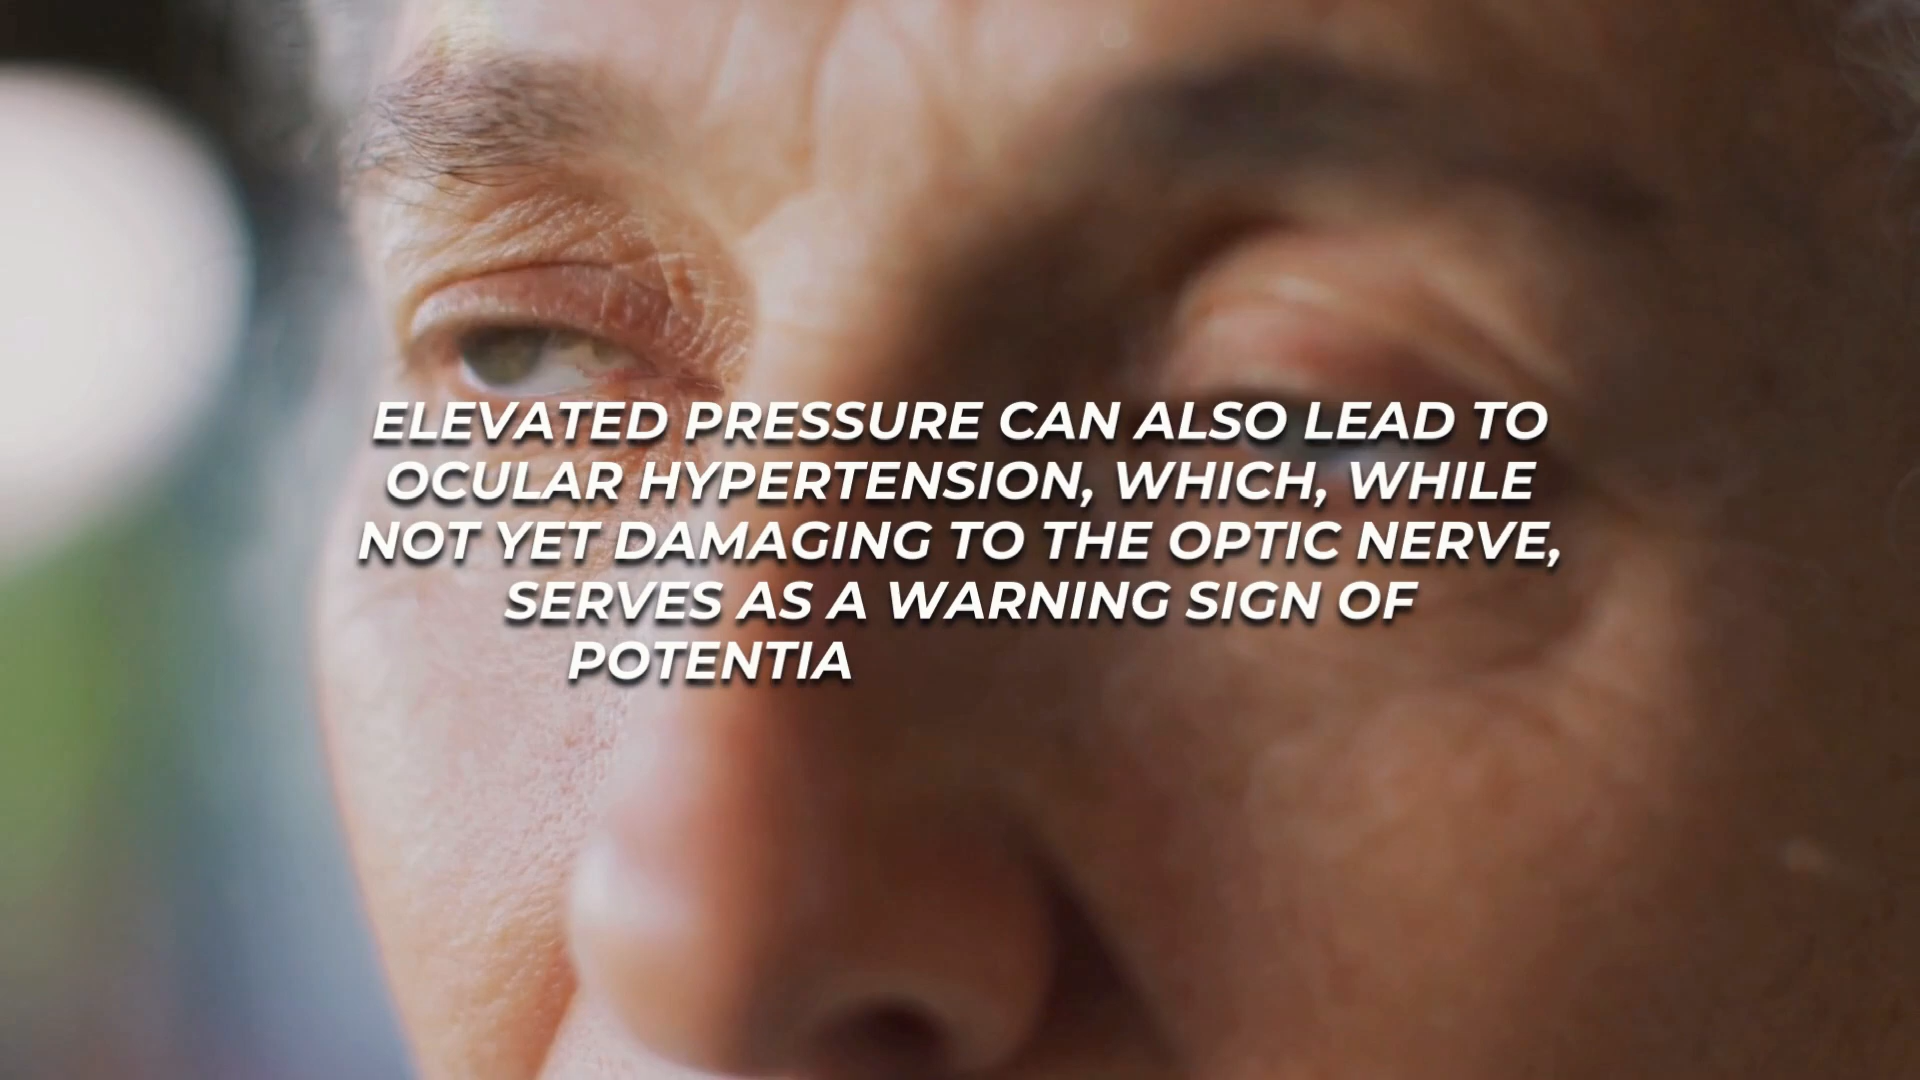 ELEVATED PRESSURE CAN ALSO LEAD TO
OCULAR HYPERTENSION, WHICH, WHILE
NOT YET DAMAGING TO THE OPTIC NERVE,
SERVES AS A WARNING SIGN OF
POTENTIA